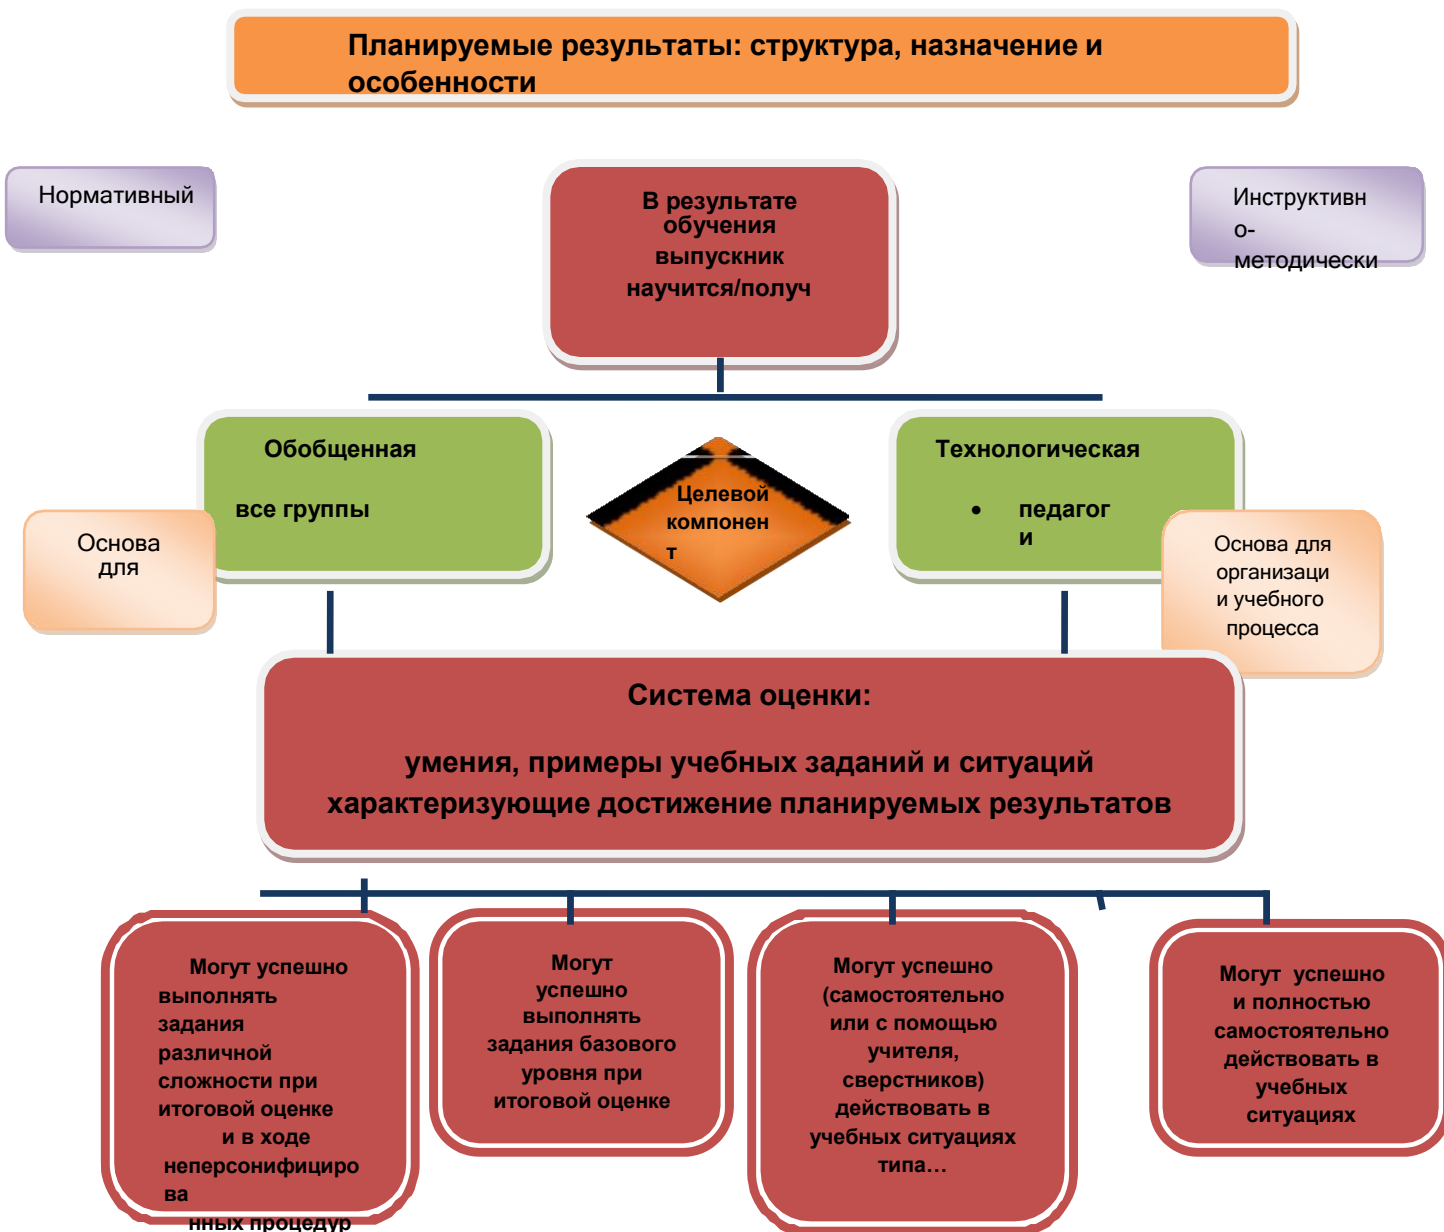 Планируемые результаты: структура, назначение и
особенности
Нормативный
В результате
обучения
выпускник
научится/получ
Инструктивн
о-
методически
Обобщенная
все группы
Целевой
компонен
т
Технологическая
• педагог
и
Основа
для
Основа для
организаци
и учебного
процесса
Система оценки:
умения, примеры учебных заданий и ситуаций
характеризующие достижение планируемых результатов
Могут успешно
выполнять
задания
различной
сложности при
итоговой оценке
и в ходе
неперсонифициро
ва
нных процедур
Могут
успешно
выполнять
задания базового
уровня при
итоговой оценке
Могут успешно
(самостоятельно
или с помощью
учителя,
сверстников)
действовать в
учебных ситуациях
типа…
Могут успешно
и полностью
самостоятельно
действовать в
учебных
ситуациях